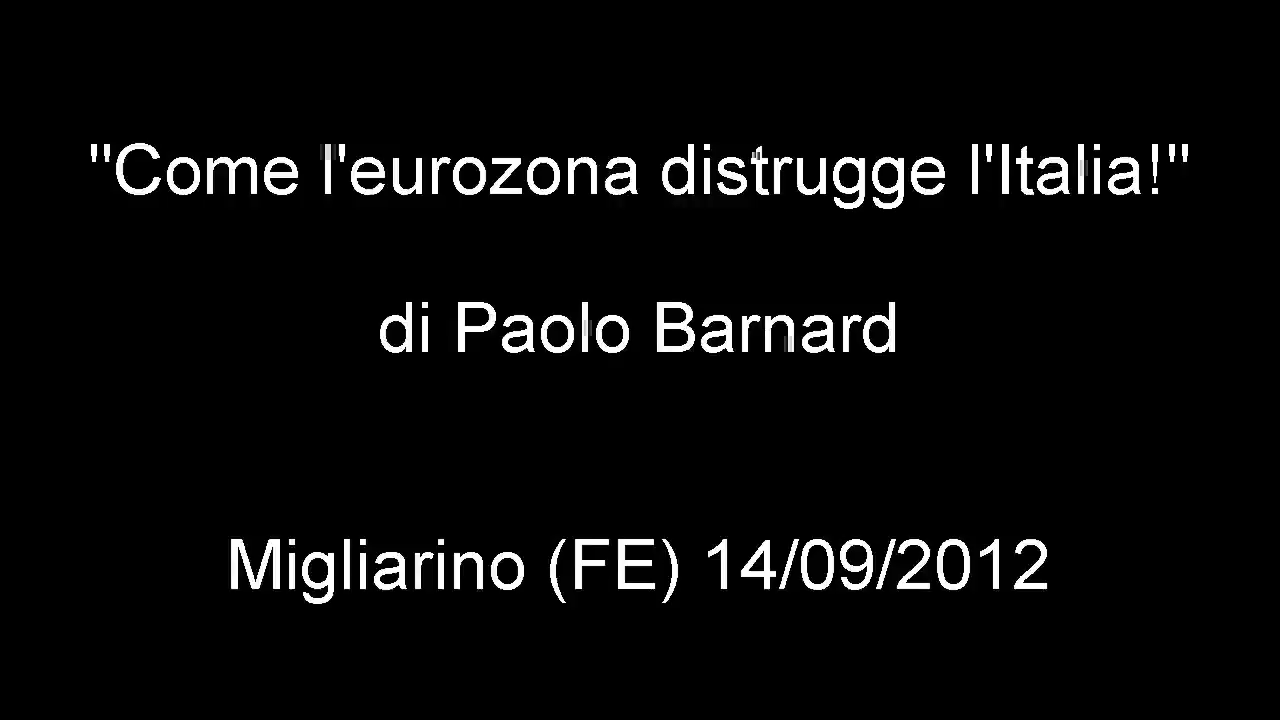 "Come l'eurozona distrugge l'Italia!"
di Paolo Barnard
Migliarino (FE) 14/09/2012